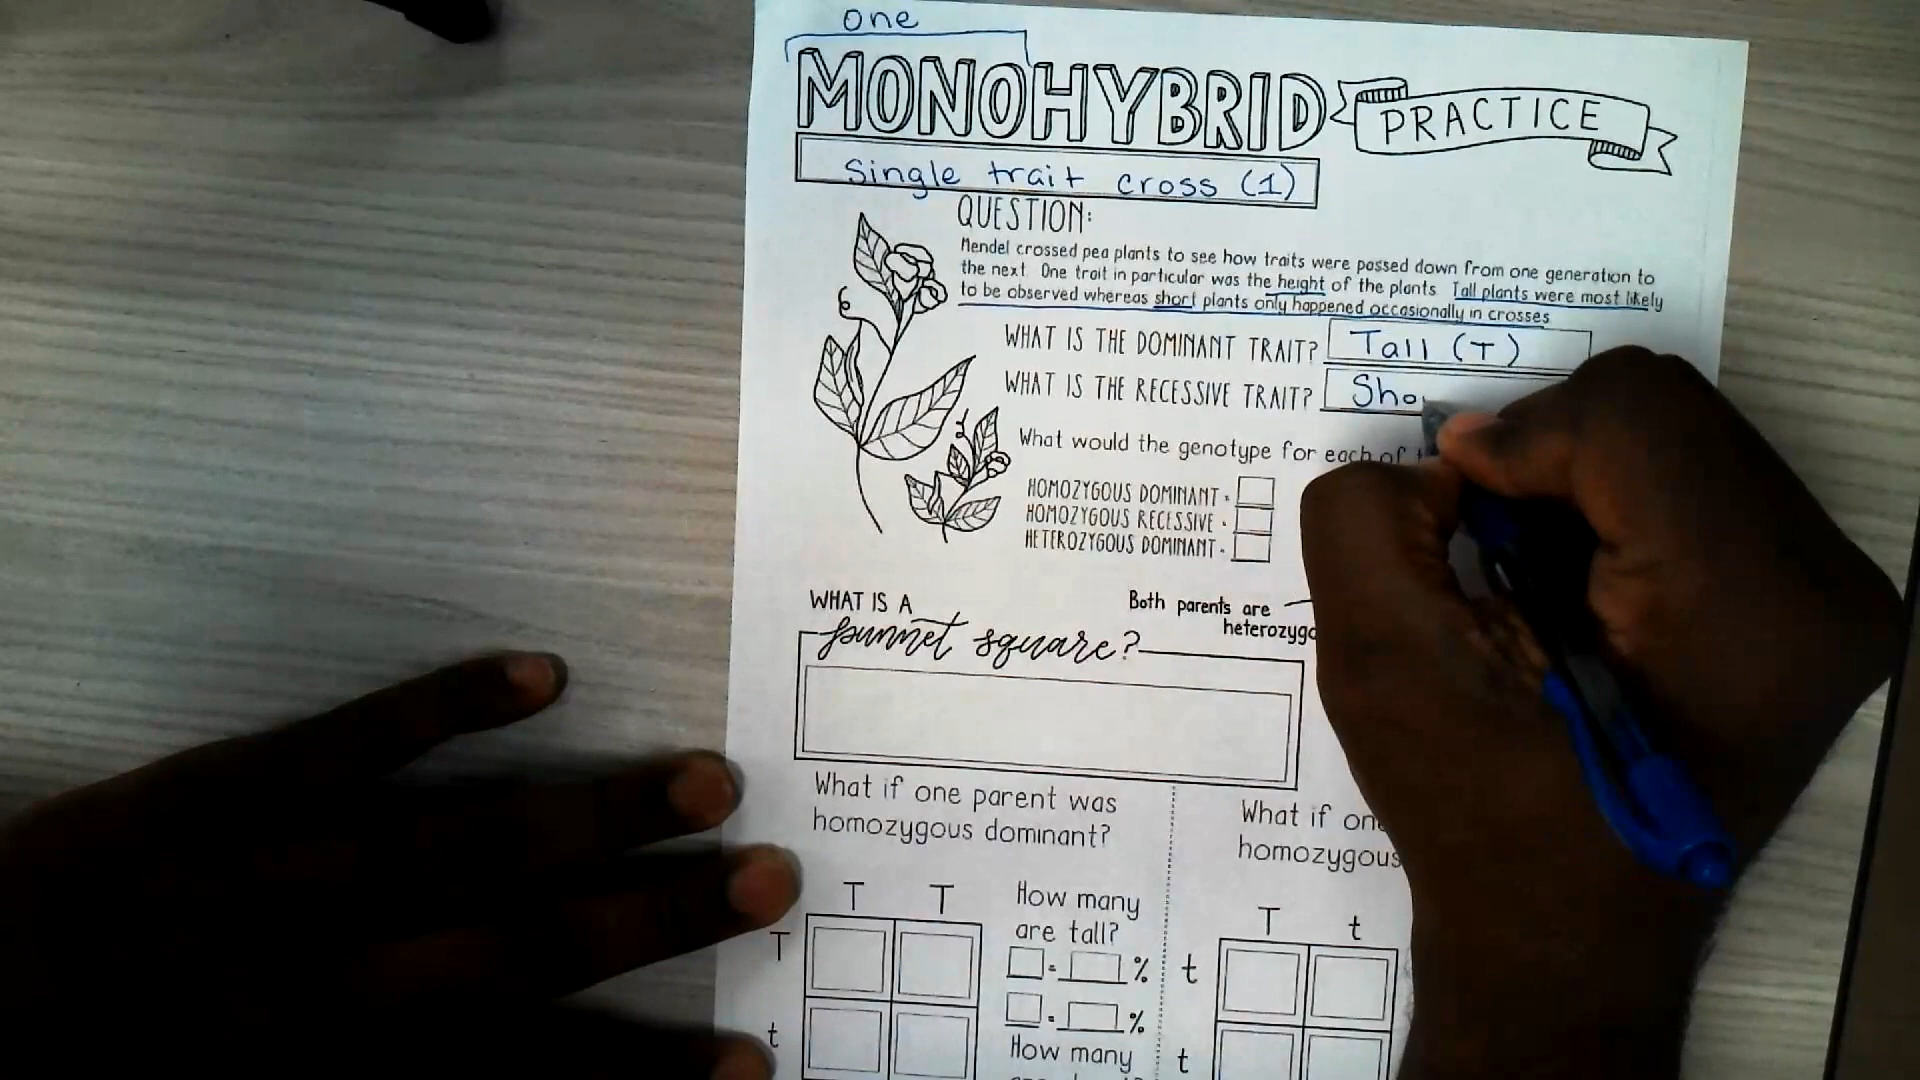 one
MONOHYBRID PRACTICE
Single trait cross (1)
QUESTION:
Mendel crossed pea plants to see how traits were passed down from one generation to
the next. One trait in particular was the height of the plants. Tall plants were most likely
to be observed whereas short plants only happened occasionally in crosses
WHAT IS THE DOMINANT TRAIT? Tall (T)
WHAT IS THE RECESSIVE TRAIT? Sho
What would the genotype for each of
HOMOZYGOUS DOMINANT -
HOMOZYGOUS RECESSIVE -
HETEROZYGOUS DOMINANT -
WHAT IS A
punnet square?
Both parents are
heterozygo
What if one parent was
homozygous dominant?
What if on
homozygous
T T
T
t
How many
are tall?
- %
- %
How many
T t
t
t